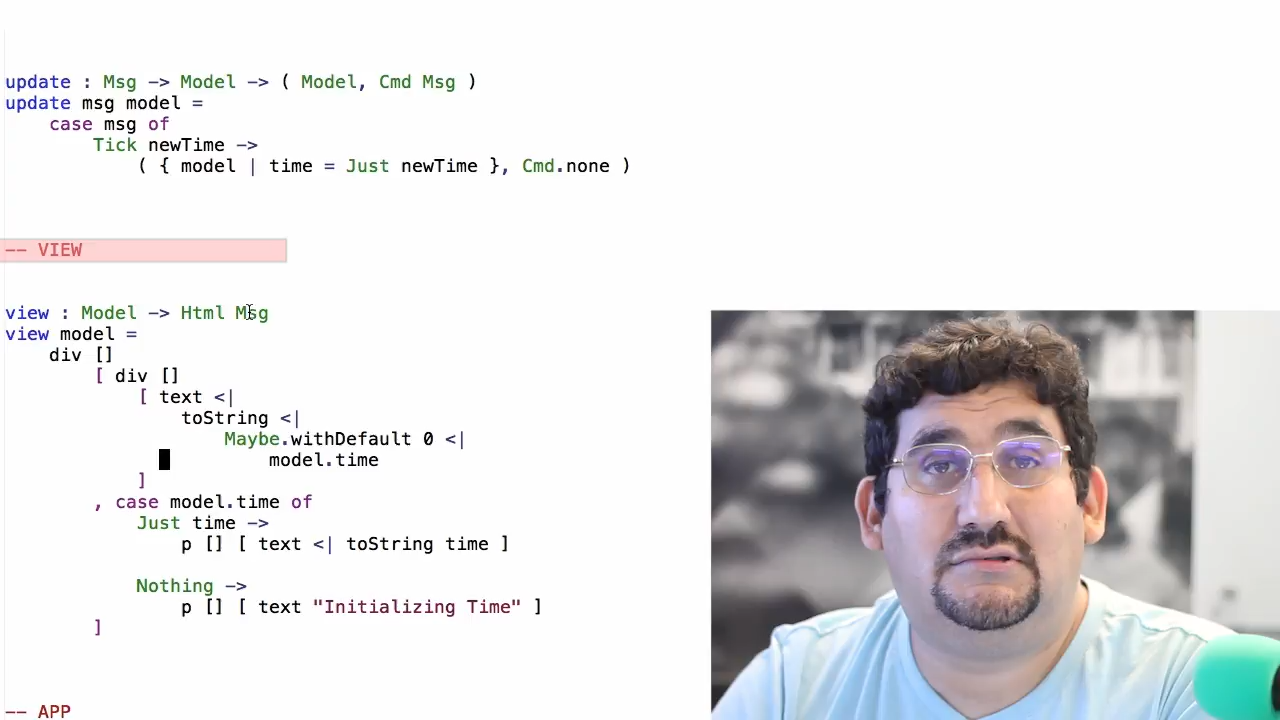 update : Msg -> Model -> ( Model, Cmd Msg )
update msg model =
    case msg of
        Tick newTime ->
            ( { model | time = Just newTime }, Cmd.none )
-- VIEW
view : Model -> Html Msg
view model =
    div []
        [ div []
            [ text <|
                toString <|
                    Maybe.withDefault 0 <|
                        model.time
            ]
        , case model.time of
            Just time ->
                p [] [ text <| toString time ]
            Nothing ->
                p [] [ text "Initializing Time" ]
        ]
-- APP